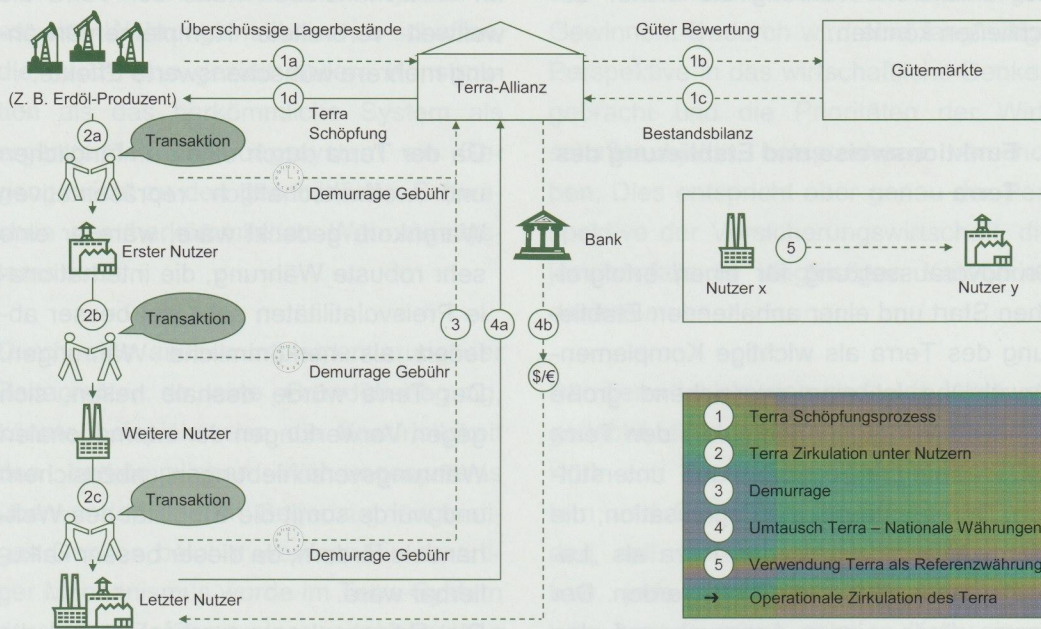 Überschüssige Lagerbestände
Güter Bewertung
1a
1b
1d
1c
Terra-Allianz
Gütermärkte
(Z. B. Erdöl-Produzent)
Terra
Schöpfung
Bestandsbilanz
2a
Transaktion
Demurrage Gebühr
Erster Nutzer
Bank
5
Nutzer x
Nutzer y
2b
Transaktion
3
4a
4b
Demurrage Gebühr
$/€
Weitere Nutzer
2c
Transaktion
Demurrage Gebühr
Letzter Nutzer
1 Terra Schöpfungsprozess
2 Terra Zirkulation unter Nutzern
3 Demurrage
4 Umtausch Terra – Nationale Währungen
5 Verwendung Terra als Referenzwährung
→ Operationale Zirkulation des Terra